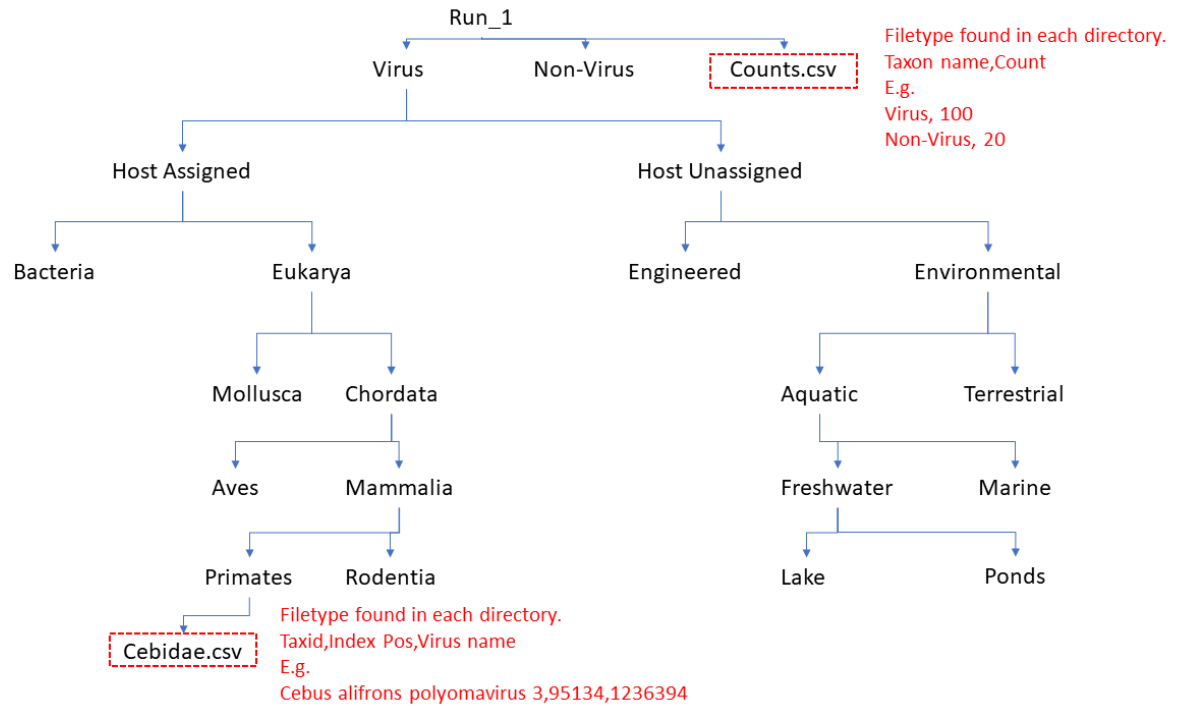 Run_1
Filetype found in each directory.
Taxon name,Count
E.g.
Virus, 100
Non-Virus, 20
Virus
Non-Virus
Counts.csv
Host Assigned
Host Unassigned
Bacteria
Eukarya
Engineered
Environmental
Mollusca
Chordata
Aquatic
Terrestrial
Aves
Mammalia
Freshwater
Marine
Primates
Rodentia
Lake
Ponds
Cebidae.csv
Filetype found in each directory.
Taxid,Index Pos,Virus name
E.g.
Cebus alifrons polyomavirus 3,95134,1236394